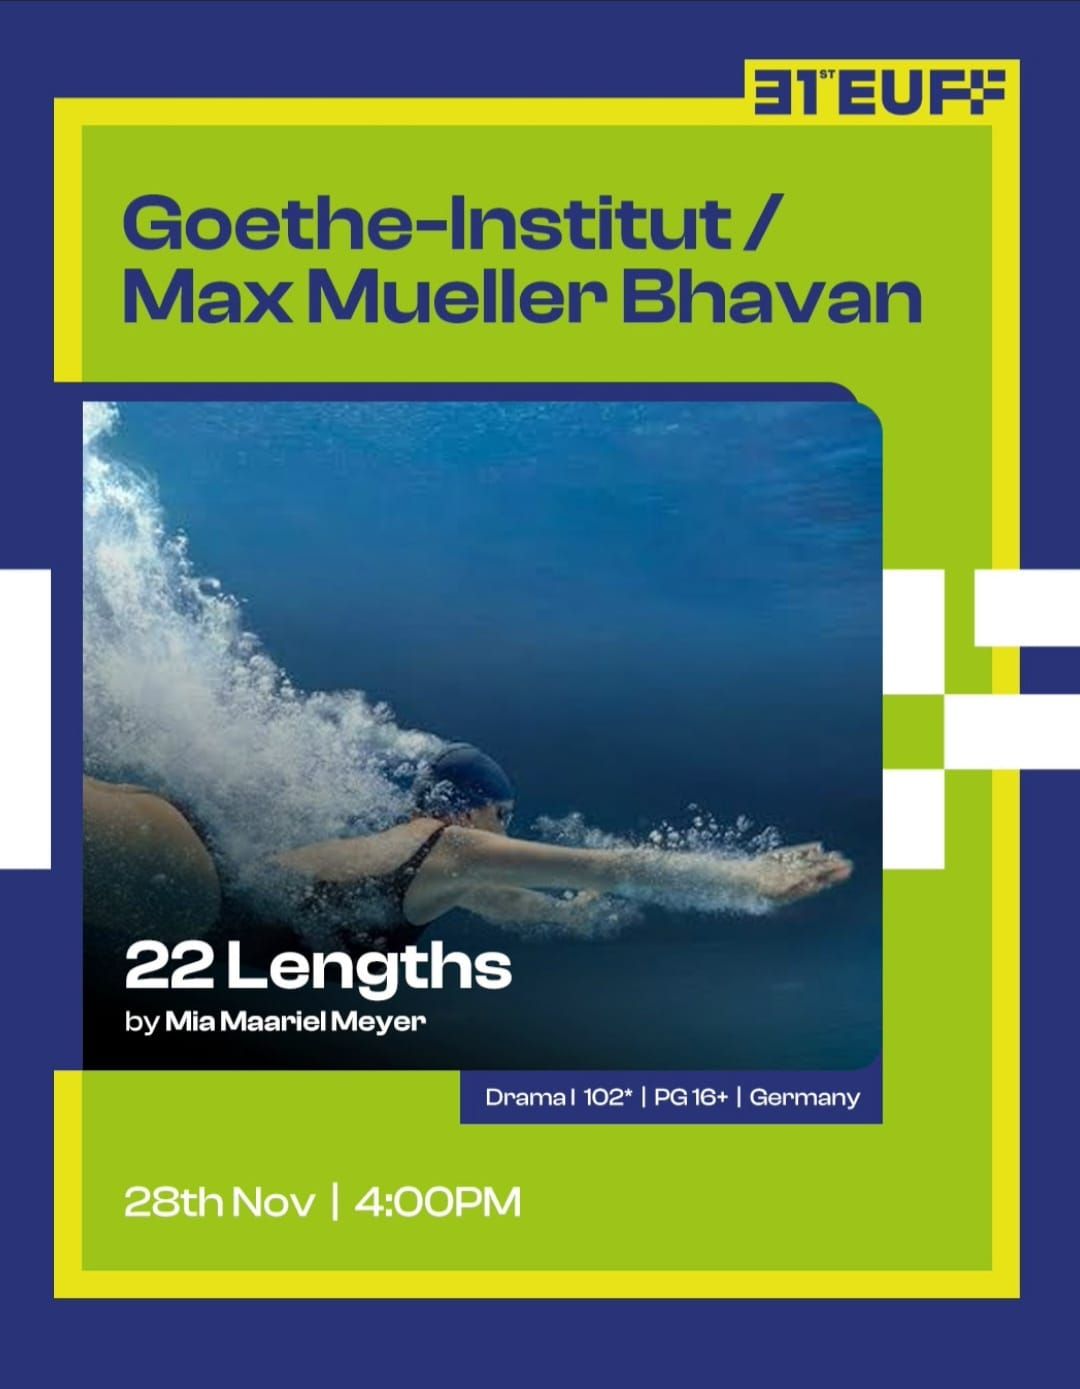 31ST EUFF
Goethe-Institut /
Max Mueller Bhavan
22 Lengths
by Mia Maariel Meyer
Drama I 102* | PG 16+ | Germany
28th Nov | 4:00PM